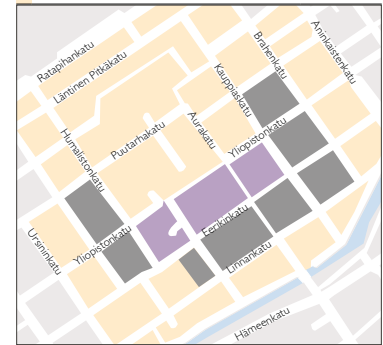 Ratapihankatu
Läntinen Pitkäkatu
Brahenkatu
Aninkaistenkatu
Kauppiaskatu
Humalistonkatu
Puutarhakatu
Aurakatu
Yliopistonkatu
Ursininkatu
Yliopistonkatu
Eerikinkatu
Linnankatu
Hämeenkatu